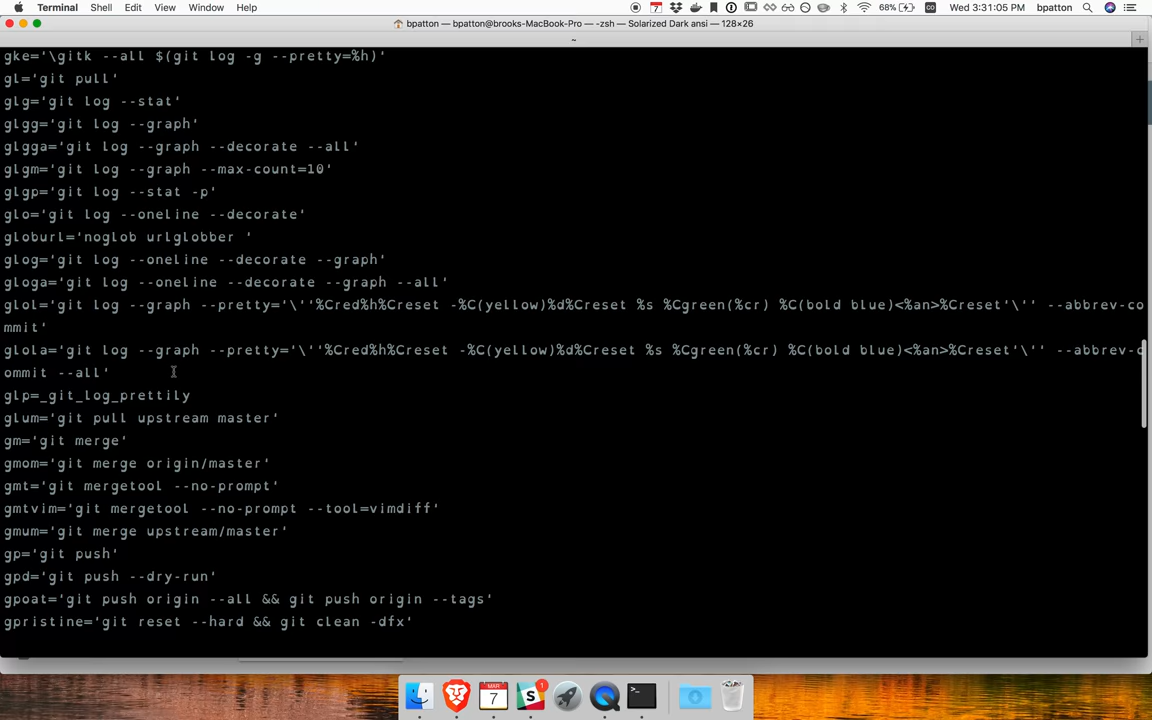 Terminal Shell Edit View Window Help 7 68% Wed 3:31:05 PM bpatton
bpatton — bpatton@brooks-MacBook-Pro — -zsh — Solarized Dark ansi — 128×26
~
gke='\gitk --all $(git log -g --pretty=%h)'
gl='git pull'
glg='git log --stat'
glgg='git log --graph'
glgga='git log --graph --decorate --all'
glgm='git log --graph --max-count=10'
glgp='git log --stat -p'
glo='git log --oneline --decorate'
globurl='noglob urlglobber '
glog='git log --oneline --decorate --graph'
gloga='git log --oneline --decorate --graph --all'
glol='git log --graph --pretty='\''%Cred%h%Creset -%C(yellow)%d%Creset %s %Cgreen(%cr) %C(bold blue)<%an>%Creset'\'' --abbrev-co
mmit'
glola='git log --graph --pretty='\''%Cred%h%Creset -%C(yellow)%d%Creset %s %Cgreen(%cr) %C(bold blue)<%an>%Creset'\'' --abbrev-c
ommit --all'
glp=_git_log_prettily
glum='git pull upstream master'
gm='git merge'
gmom='git merge origin/master'
gmt='git mergetool --no-prompt'
gmtvim='git mergetool --no-prompt --tool=vimdiff'
gmum='git merge upstream/master'
gp='git push'
gpd='git push --dry-run'
gpoat='git push origin --all && git push origin --tags'
gpristine='git reset --hard && git clean -dfx'
MAR
7
1